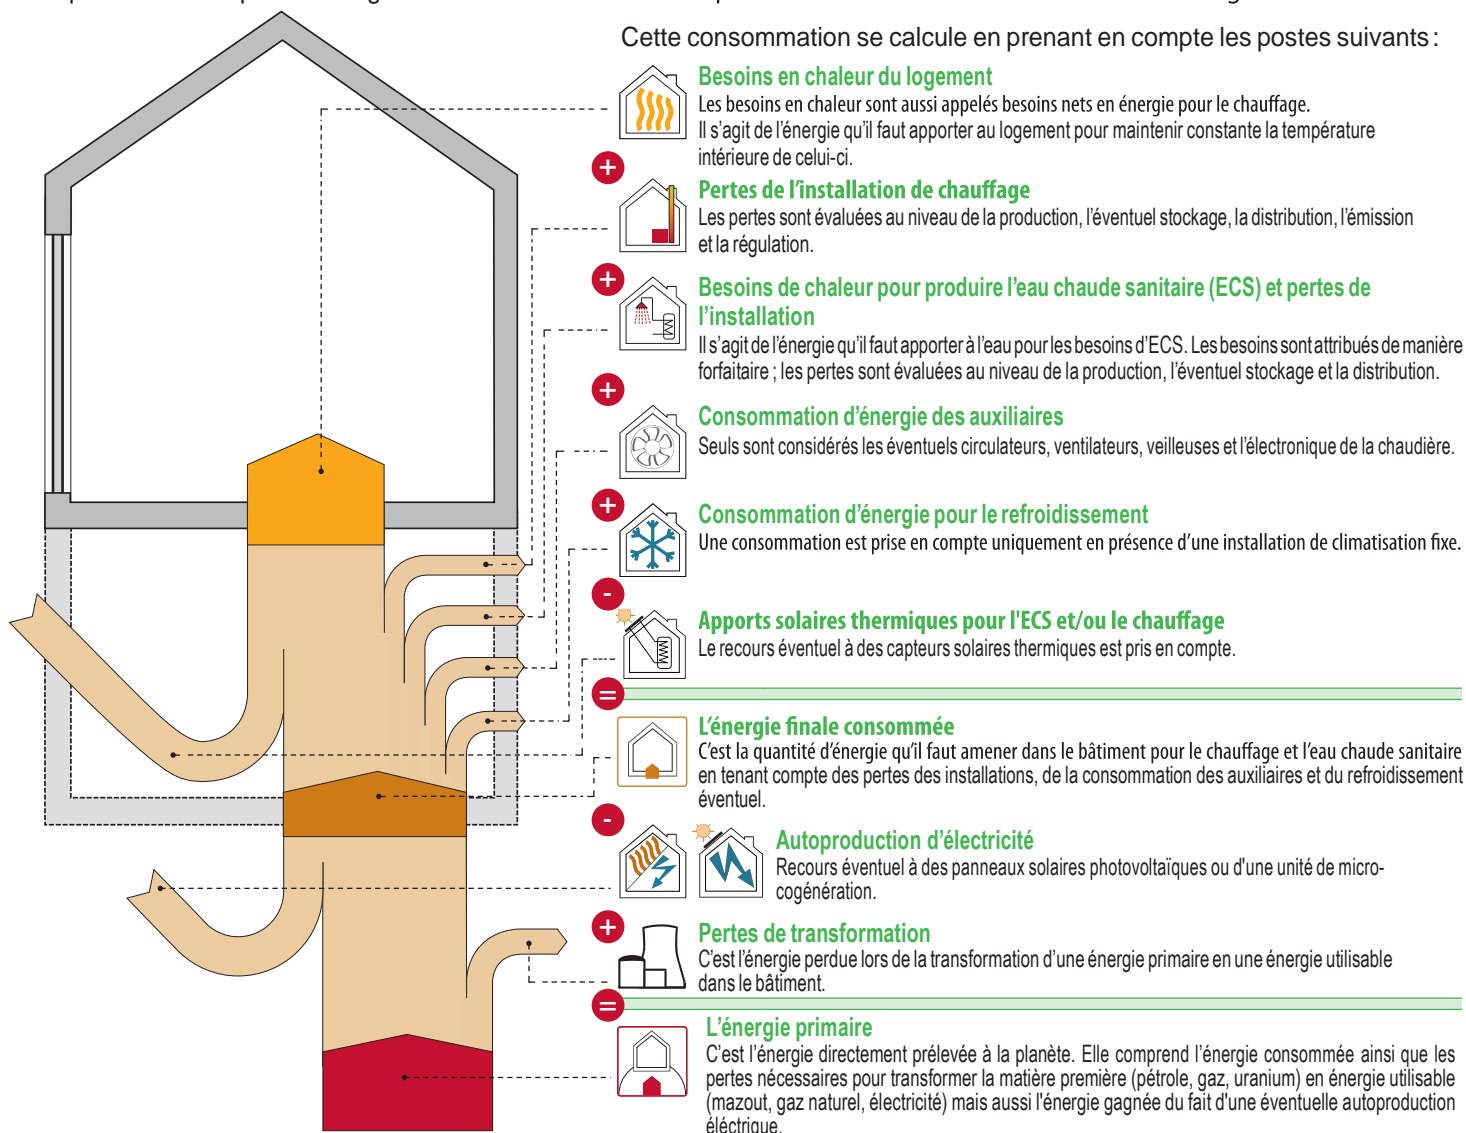 Cette consommation se calcule en prenant en compte les postes suivants :
Besoins en chaleur du logement
Les besoins en chaleur sont aussi appelés besoins nets en énergie pour le chauffage.
Il s'agit de l'énergie qu'il faut apporter au logement pour maintenir constante la température
intérieure de celui-ci.
+
Pertes de l'installation de chauffage
Les pertes sont évaluées au niveau de la production, l'éventuel stockage, la distribution, l'émission
et la régulation.
+
Besoins de chaleur pour produire l'eau chaude sanitaire (ECS) et pertes de
l'installation
Il s'agit de l'énergie qu'il faut apporter à l'eau pour les besoins d'ECS. Les besoins sont attribués de manière
forfaitaire ; les pertes sont évaluées au niveau de la production, l'éventuel stockage et la distribution.
+
Consommation d'énergie des auxiliaires
Seuls sont considérés les éventuels circulateurs, ventilateurs, veilleuses et l'électronique de la chaudière.
+
Consommation d'énergie pour le refroidissement
Une consommation est prise en compte uniquement en présence d'une installation de climatisation fixe.
-
Apports solaires thermiques pour l'ECS et/ou le chauffage
Le recours éventuel à des capteurs solaires thermiques est pris en compte.
=
L'énergie finale consommée
C'est la quantité d'énergie qu'il faut amener dans le bâtiment pour le chauffage et l'eau chaude sanitaire
en tenant compte des pertes des installations, de la consommation des auxiliaires et du refroidissement
éventuel.
-
Autoproduction d'électricité
Recours éventuel à des panneaux solaires photovoltaïques ou d'une unité de micro-
cogénération.
+
Pertes de transformation
C'est l'énergie perdue lors de la transformation d'une énergie primaire en une énergie utilisable
dans le bâtiment.
=
L'énergie primaire
C'est l'énergie directement prélevée à la planète. Elle comprend l'énergie consommée ainsi que les
pertes nécessaires pour transformer la matière première (pétrole, gaz, uranium) en énergie utilisable
(mazout, gaz naturel, électricité) mais aussi l'énergie gagnée du fait d'une éventuelle autoproduction
éléctrique.